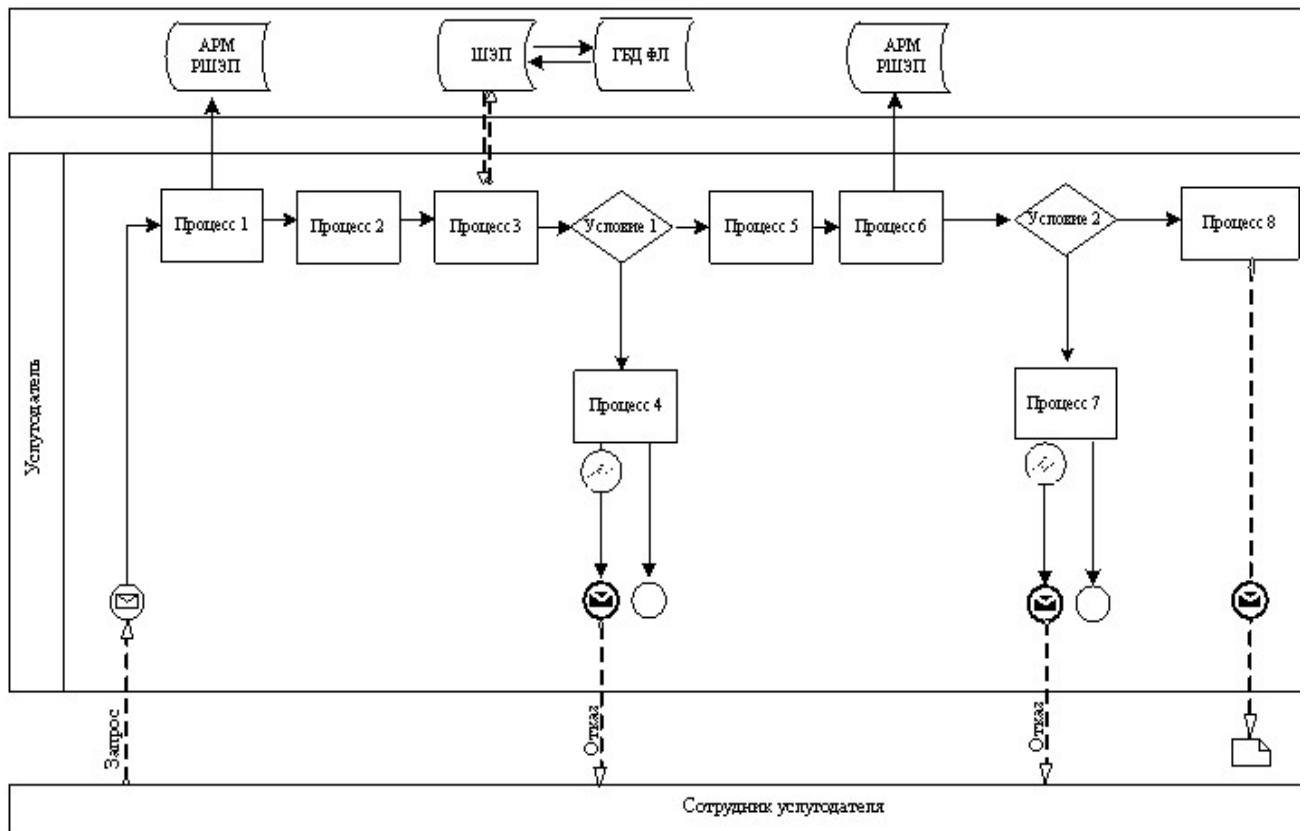 АРМ
РШЭП
ШЭП
ГБД ФЛ
АРМ
РШЭП
Процесс 1
Процесс 2
Процесс 3
Условие 1
Процесс 5
Процесс 6
Условие 2
Процесс 8
Процесс 4
Процесс 7
Услугодатель
Запрос
Отказ
Отказ
Сотрудник услугодателя